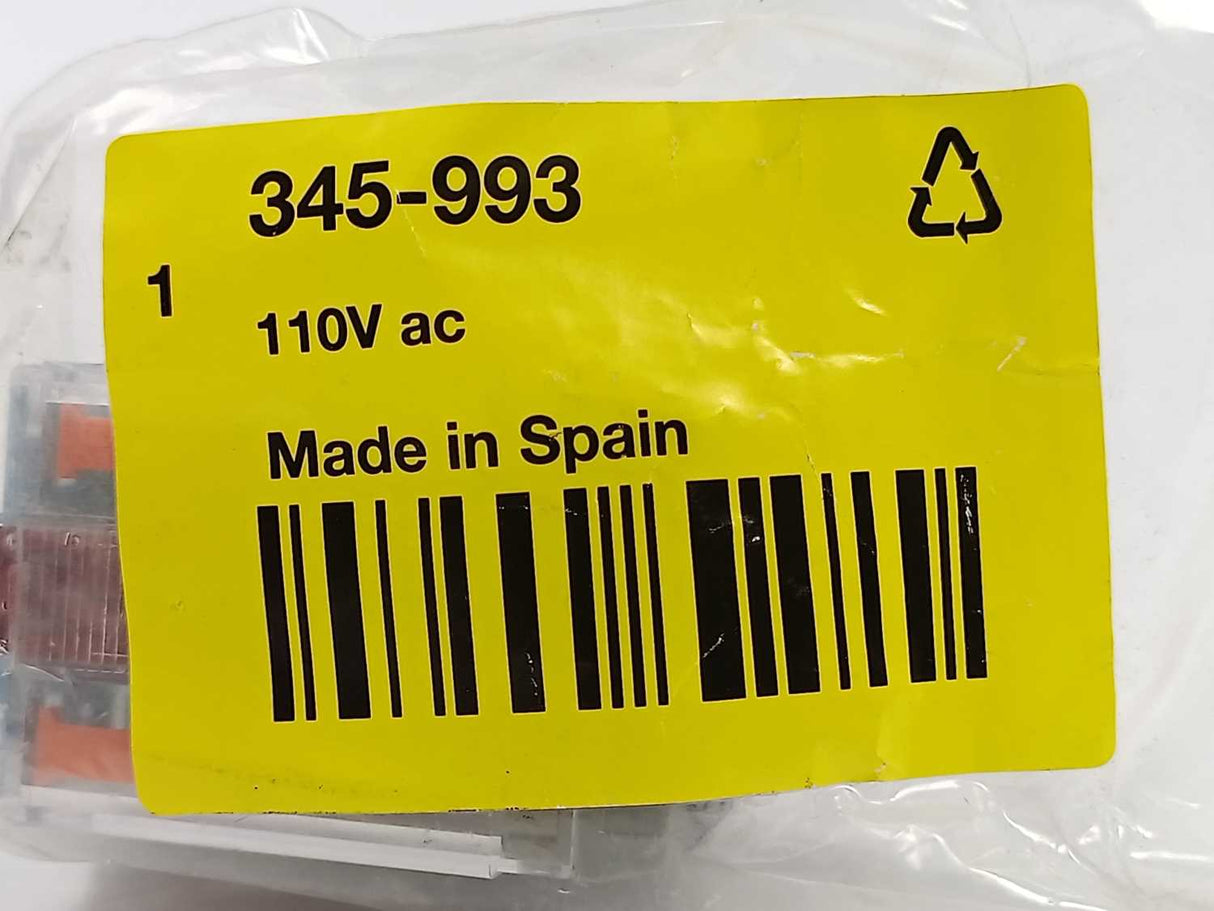 345-993
1
110V ac
Made in Spain